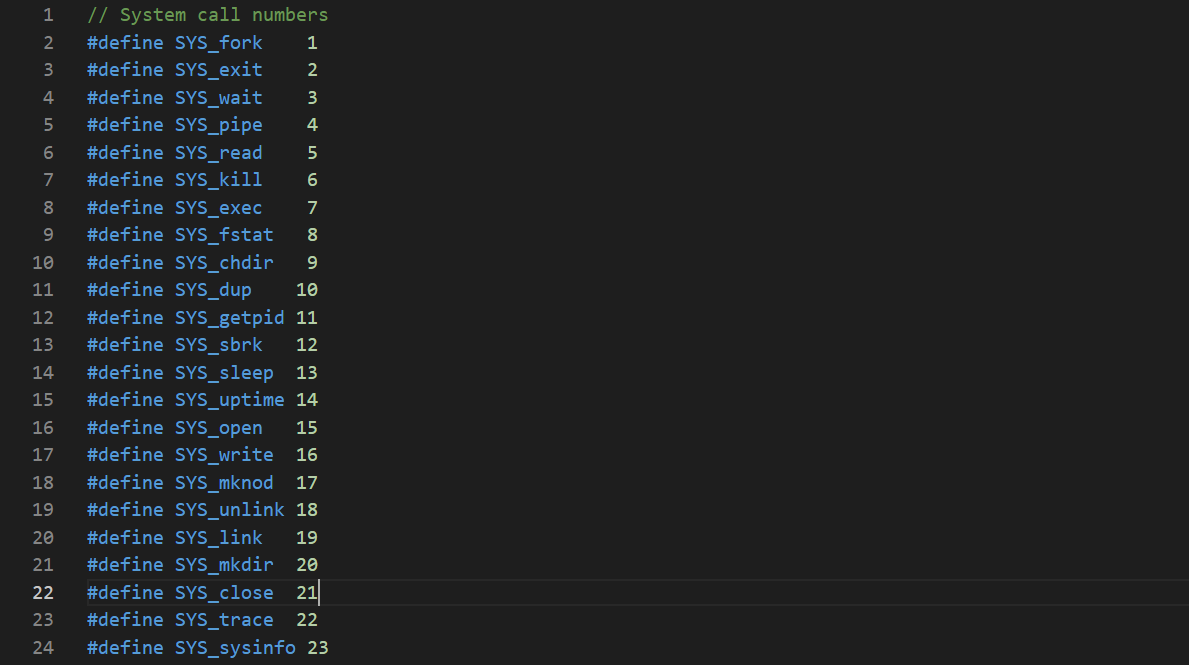 1 // System call numbers
2 #define SYS_fork    1
3 #define SYS_exit    2
4 #define SYS_wait    3
5 #define SYS_pipe    4
6 #define SYS_read    5
7 #define SYS_kill    6
8 #define SYS_exec    7
9 #define SYS_fstat   8
10 #define SYS_chdir   9
11 #define SYS_dup    10
12 #define SYS_getpid 11
13 #define SYS_sbrk   12
14 #define SYS_sleep  13
15 #define SYS_uptime 14
16 #define SYS_open   15
17 #define SYS_write  16
18 #define SYS_mknod  17
19 #define SYS_unlink 18
20 #define SYS_link   19
21 #define SYS_mkdir  20
22 #define SYS_close  21
23 #define SYS_trace  22
24 #define SYS_sysinfo 23